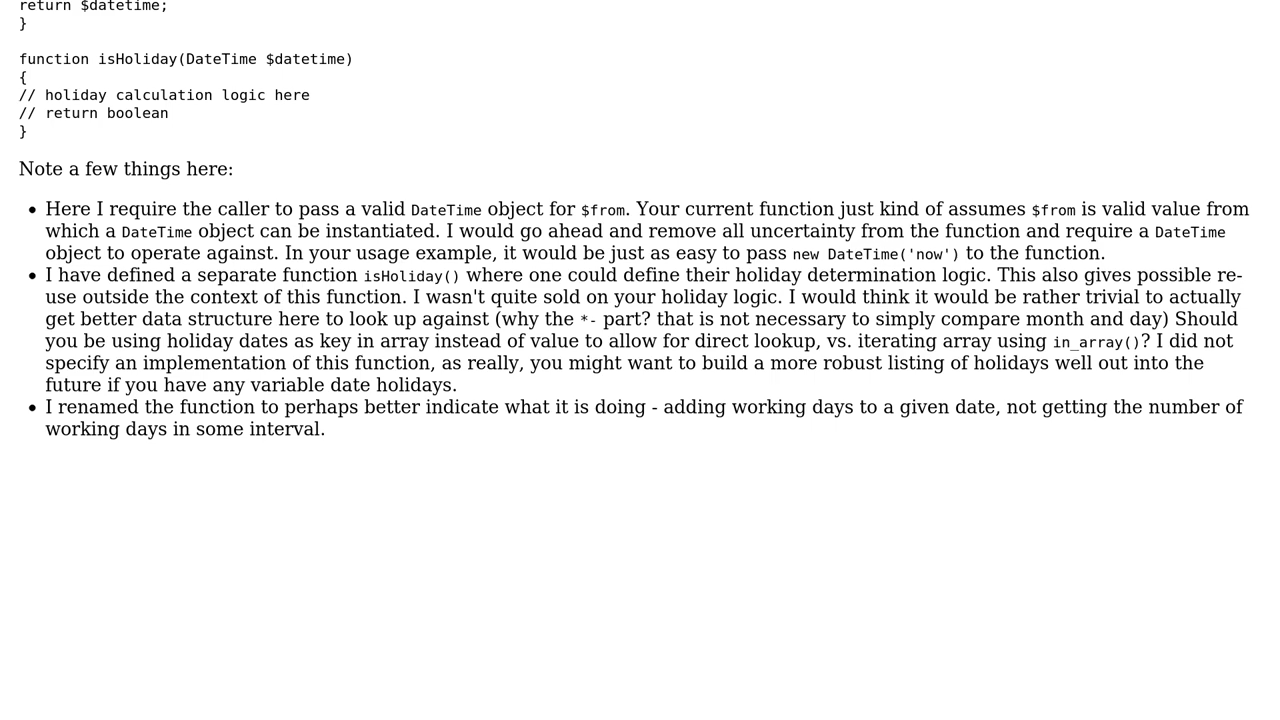 return $datetime;
}
function isHoliday(DateTime $datetime)
{
// holiday calculation logic here
// return boolean
}
Note a few things here:
• Here I require the caller to pass a valid DateTime object for $from. Your current function just kind of assumes $from is valid value from
which a DateTime object can be instantiated. I would go ahead and remove all uncertainty from the function and require a DateTime
object to operate against. In your usage example, it would be just as easy to pass new DateTime('now') to the function.
• I have defined a separate function isHoliday() where one could define their holiday determination logic. This also gives possible re-
use outside the context of this function. I wasn't quite sold on your holiday logic. I would think it would be rather trivial to actually
get better data structure here to look up against (why the *- part? that is not necessary to simply compare month and day) Should
you be using holiday dates as key in array instead of value to allow for direct lookup, vs. iterating array using in_array()? I did not
specify an implementation of this function, as really, you might want to build a more robust listing of holidays well out into the
future if you have any variable date holidays.
• I renamed the function to perhaps better indicate what it is doing - adding working days to a given date, not getting the number of
working days in some interval.